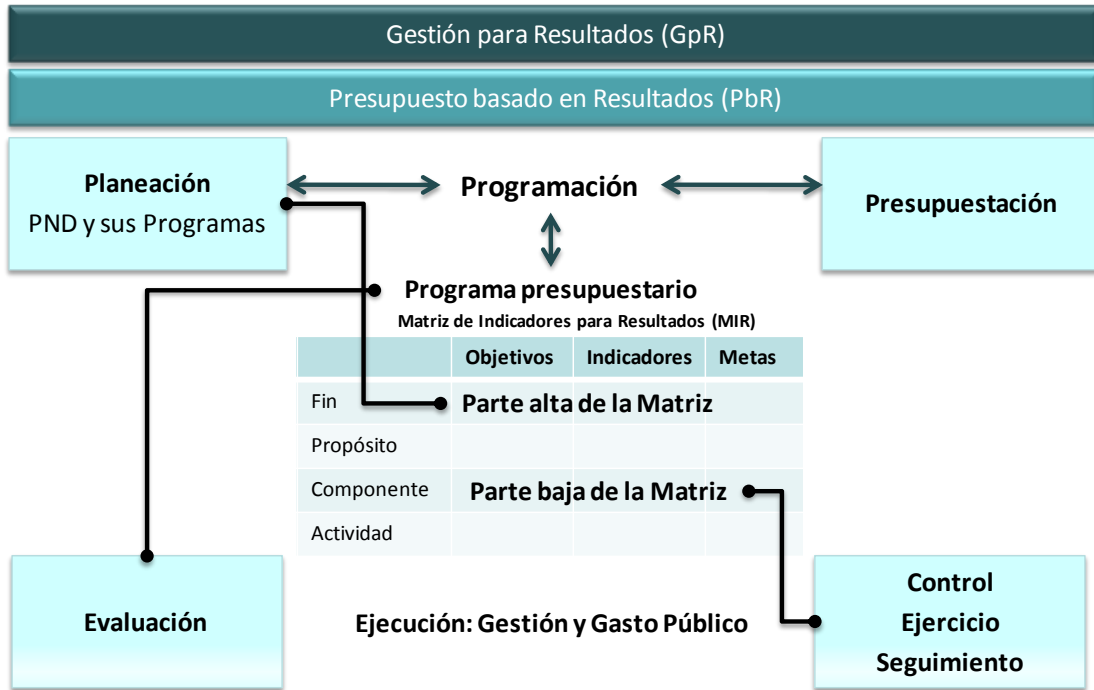 Gestión para Resultados (GpR)
Presupuesto basado en Resultados (PbR)
Planeación
PND y sus Programas
Programación
Presupuestación
Programa presupuestario
Matriz de Indicadores para Resultados (MIR)
Objetivos Indicadores Metas
Fin Parte alta de la Matriz
Propósito
Componente Parte baja de la Matriz
Actividad
Evaluación
Ejecución: Gestión y Gasto Público
Control
Ejercicio
Seguimiento